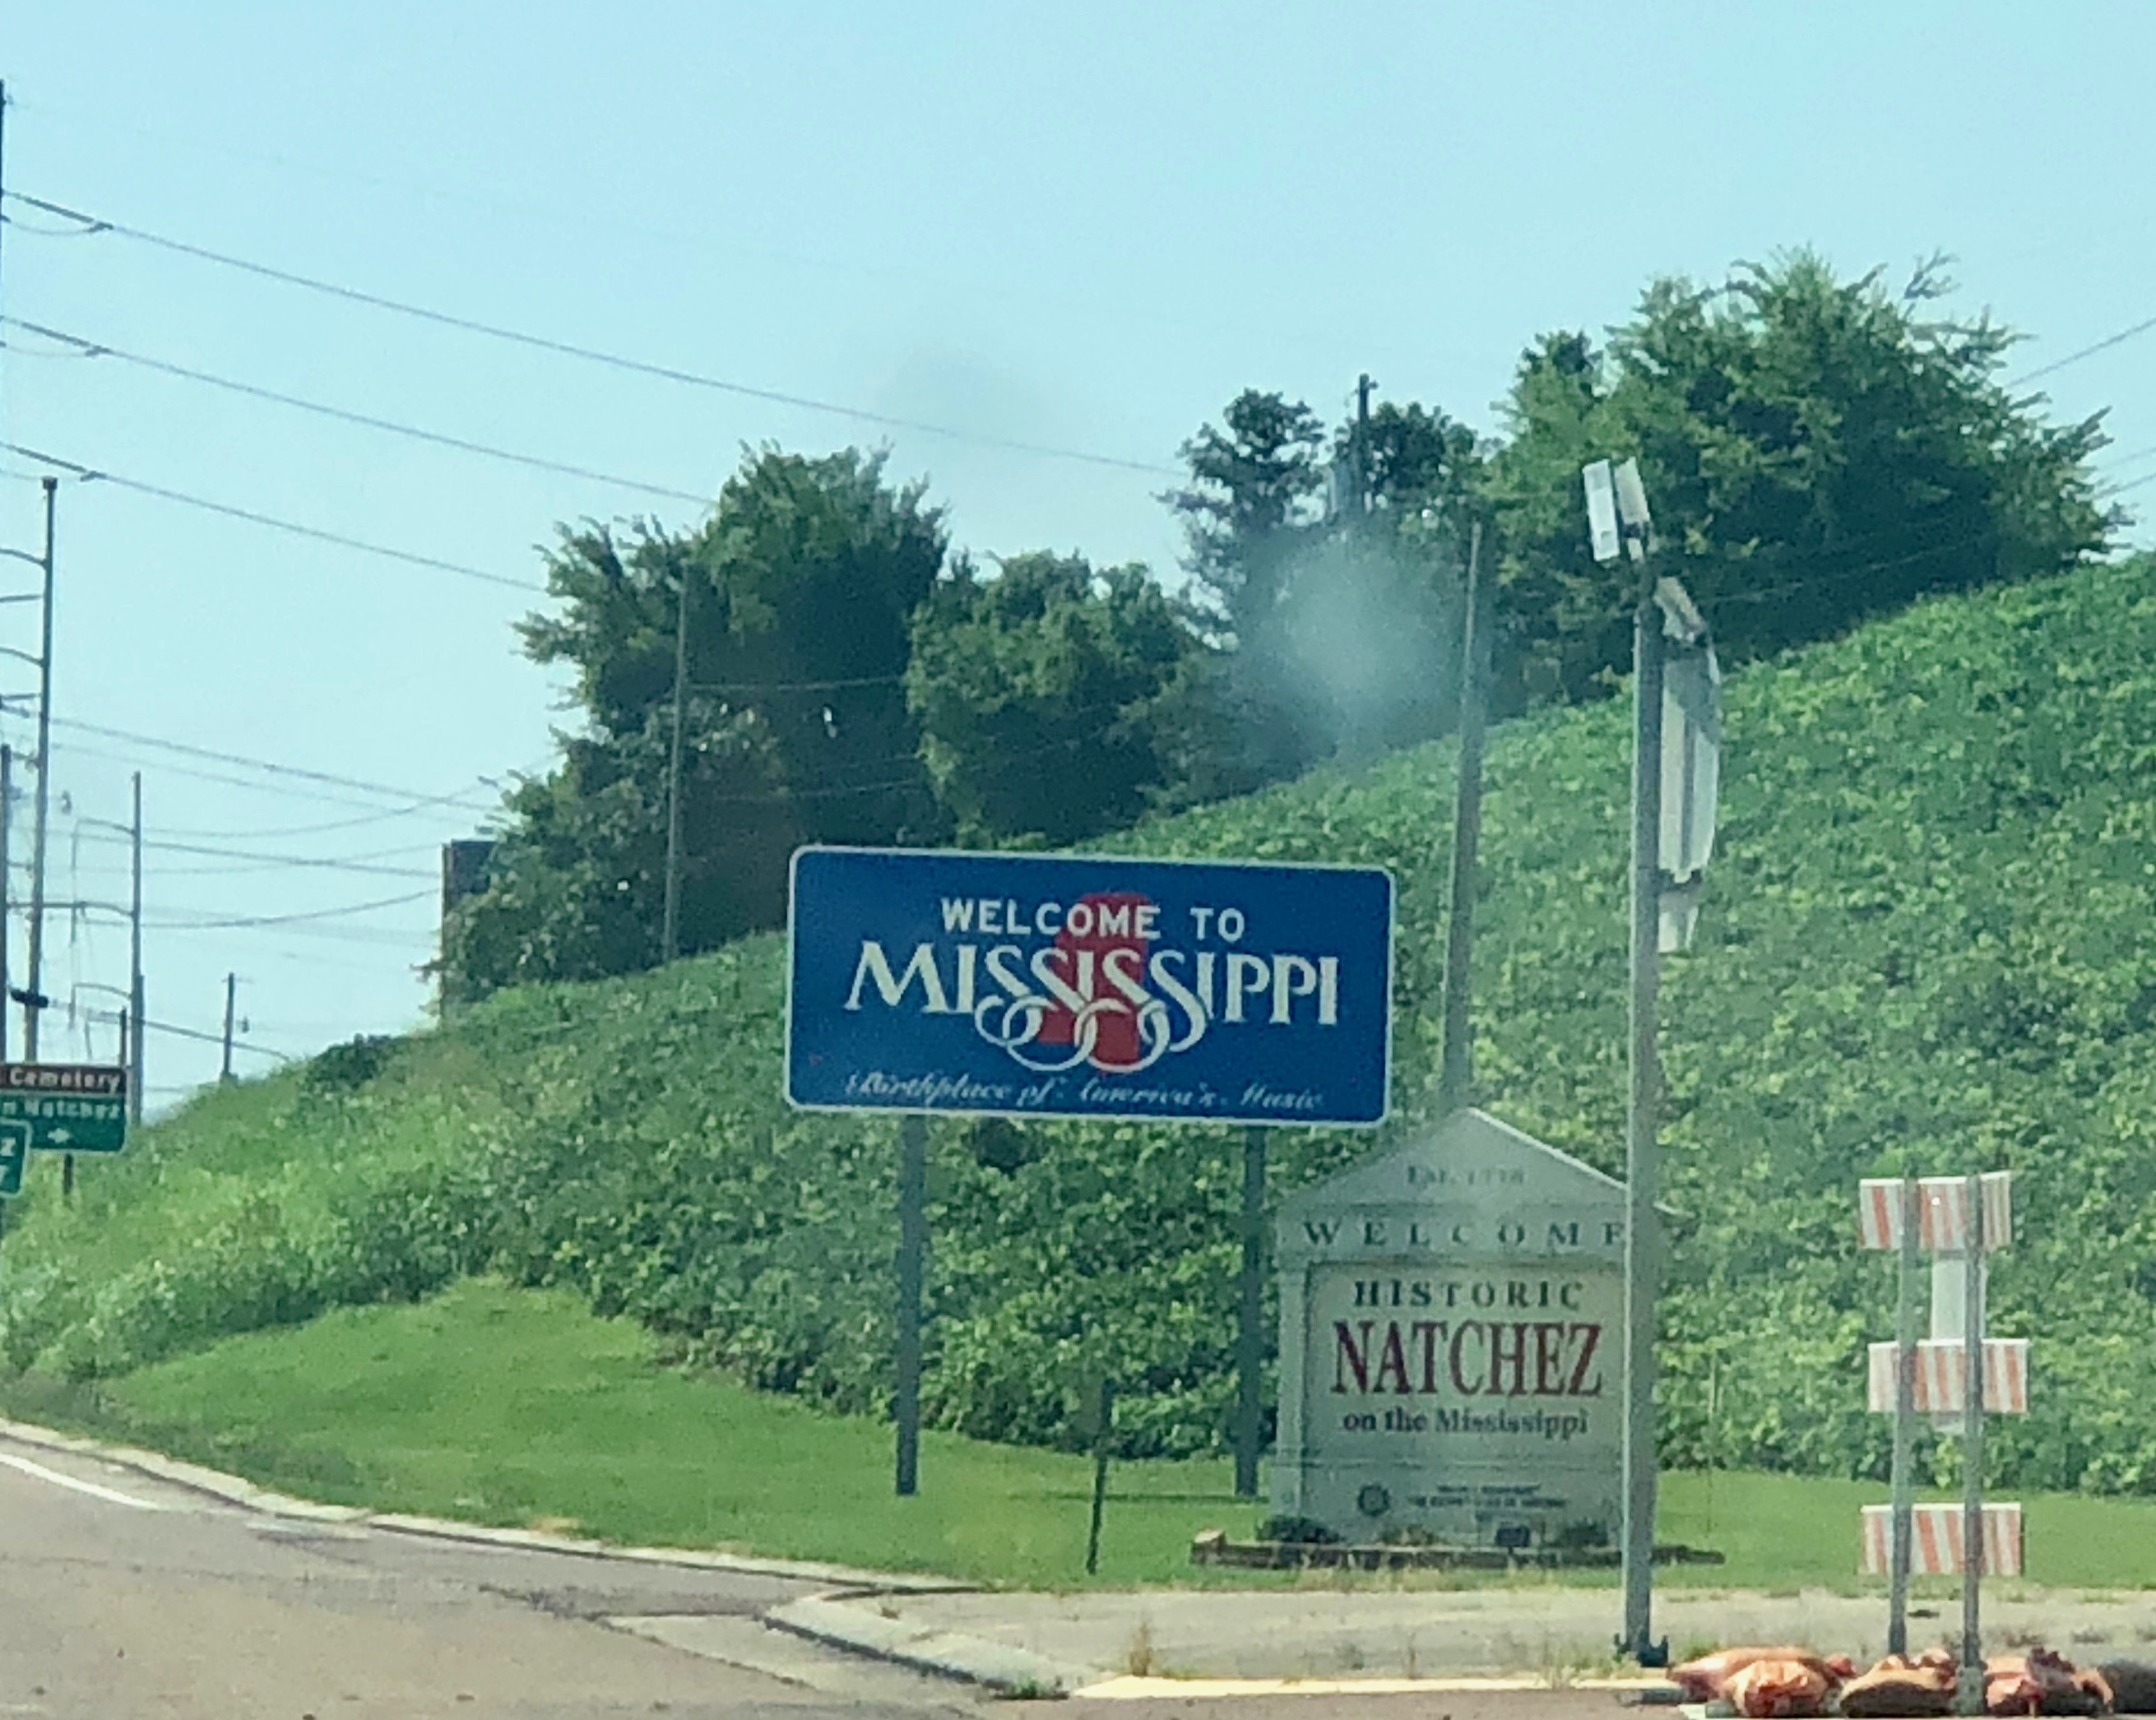 WELCOME TO
MISSISSIPPI
Birthplace of America's Music
Cemetery
Natchez
WELCOME
HISTORIC
NATCHEZ
on the Mississippi